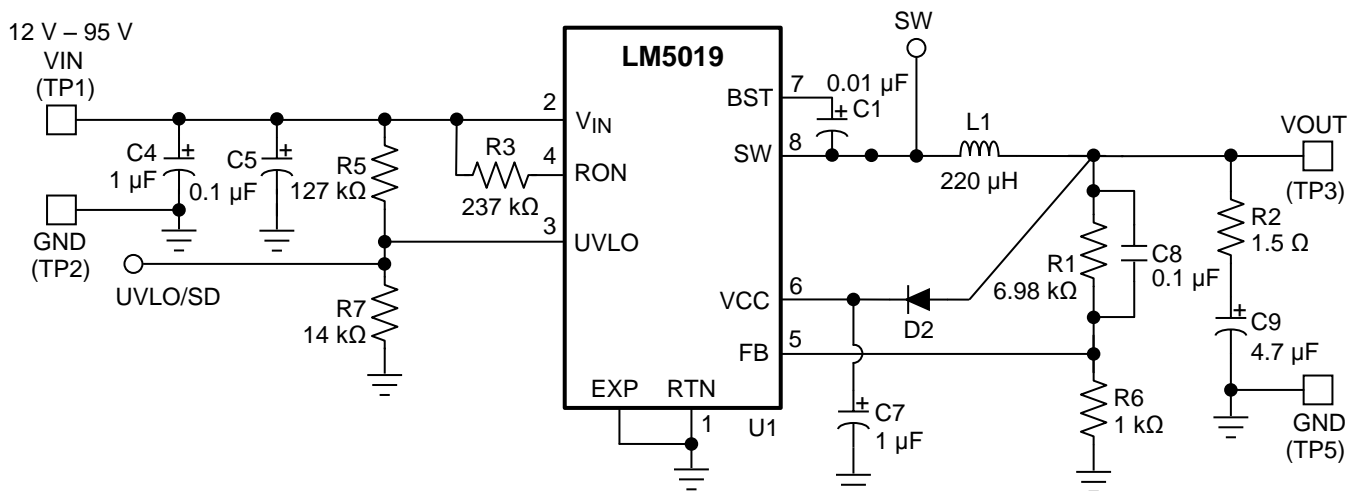 12 V – 95 V
VIN
(TP1)
GND
(TP2)
C4
+
1 µF
C5
+
0.1 µF
R5
127 kΩ
R3
237 kΩ
UVLO/SD
R7
14 kΩ
2
4
3
LM5019
VIN
RON
UVLO
EXP
RTN
BST
SW
VCC
FB
1
U1
7
8
6
5
0.01 µF
+
C1
SW
L1
220 µH
D2
+
C7
1 µF
R1
6.98 kΩ
C8
0.1 µF
R6
1 kΩ
R2
1.5 Ω
+
C9
4.7 µF
VOUT
(TP3)
GND
(TP5)